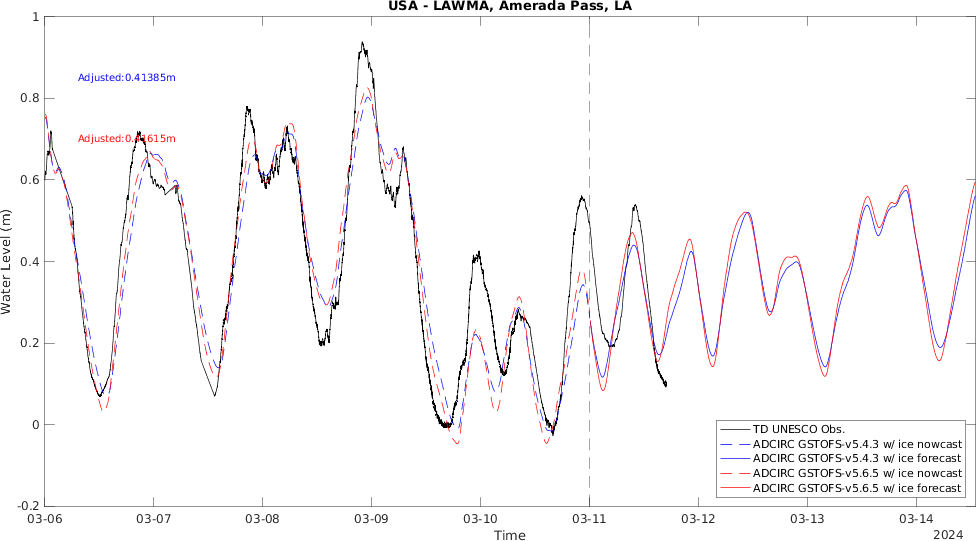 USA - LAWMA, Amerada Pass, LA
1
0.8
0.6
0.4
0.2
0
-0.2
Water Level (m)
Adjusted:0.41385m
Adjusted:0.41615m
TD UNESCO Obs.
ADCIRC GSTOFS-v5.4.3 w/ ice nowcast
ADCIRC GSTOFS-v5.4.3 w/ ice forecast
ADCIRC GSTOFS-v5.6.5 w/ ice nowcast
ADCIRC GSTOFS-v5.6.5 w/ ice forecast
03-06 03-07 03-08 03-09 03-10 03-11 03-12 03-13 03-14
Time
2024